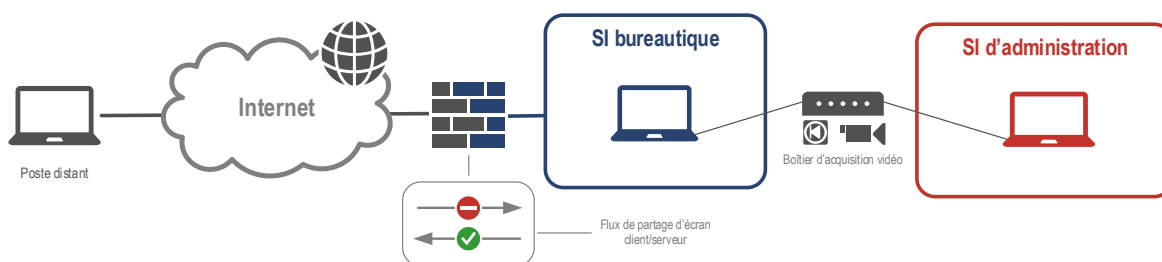 SI bureautique
SI d'administration
Internet
Poste distant
Boîtier d'acquisition vidéo
Flux de partage d'écran
client/serveur